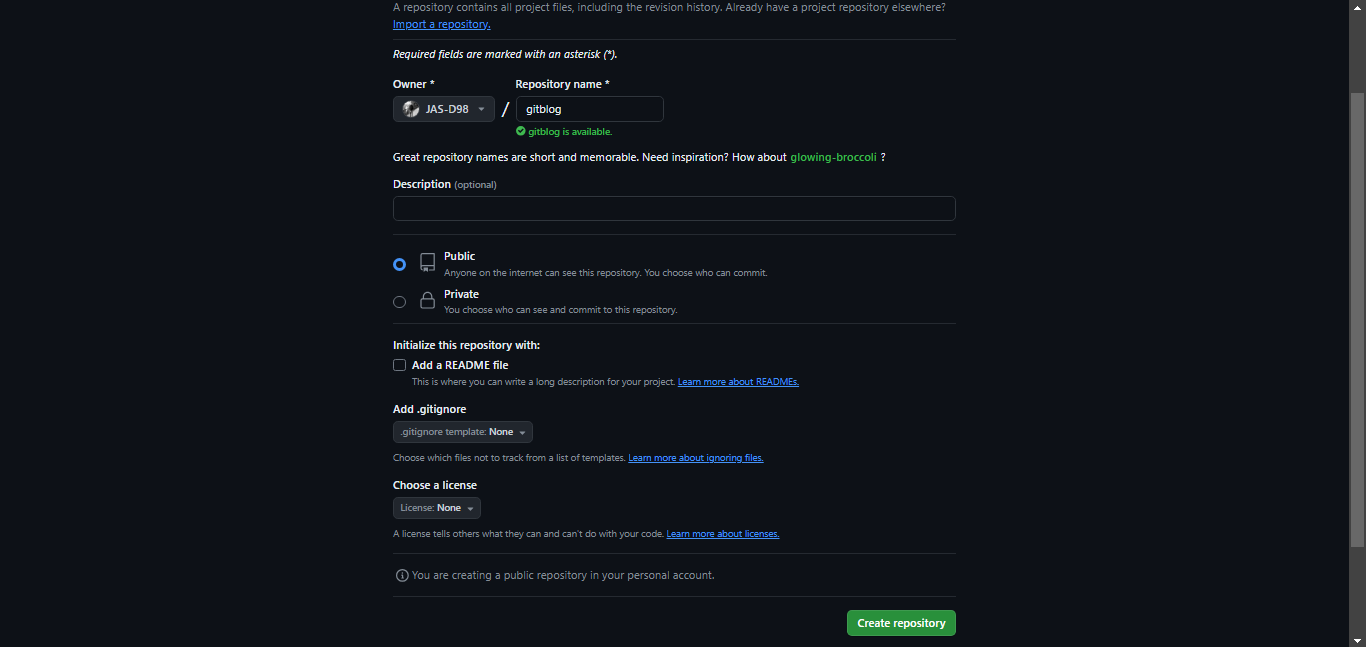 A repository contains all project files, including the revision history. Already have a project repository elsewhere?
Import a repository.
Required fields are marked with an asterisk (*).
Owner *
Repository name *
JAS-D98
/
gitblog
gitblog is available.
Great repository names are short and memorable. Need inspiration? How about glowing-broccoli ?
Description (optional)
Public
Anyone on the internet can see this repository. You choose who can commit.
Private
You choose who can see and commit to this repository.
Initialize this repository with:
Add a README file
This is where you can write a long description for your project. Learn more about READMEs.
Add .gitignore
.gitignore template: None
Choose which files not to track from a list of templates. Learn more about ignoring files.
Choose a license
License: None
A license tells others what they can and can't do with your code. Learn more about licenses.
You are creating a public repository in your personal account.
Create repository